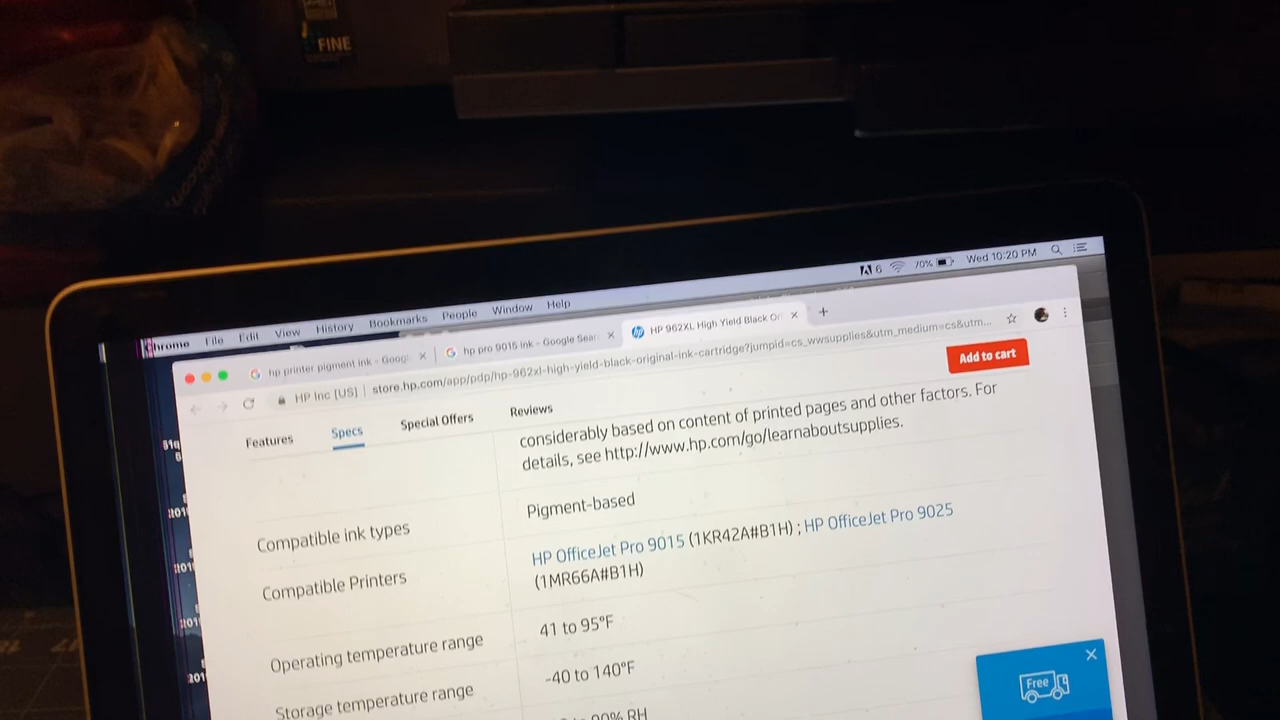 FINE
Chrome File Edit View History Bookmarks People Window Help 6 70% Wed 10:20 PM
hp printer pigment ink - Googl hp pro 9015 ink - Google Sear HP 962XL High Yield Black Or
HP Inc [US] | store.hp.com/app/pdp/hp-962xl-high-yield-black-original-ink-cartridge?jumpid=cs_wwsupplies&utm_medium=cs&utm...
Add to cart
Features Specs Special Offers Reviews
considerably based on content of printed pages and other factors. For
details, see http://www.hp.com/go/learnaboutsupplies.
Compatible ink types Pigment-based
Compatible Printers HP OfficeJet Pro 9015 (1KR42A#B1H) ; HP OfficeJet Pro 9025
(1MR66A#B1H)
Operating temperature range 41 to 95°F
Storage temperature range -40 to 140°F
90% RH
Free